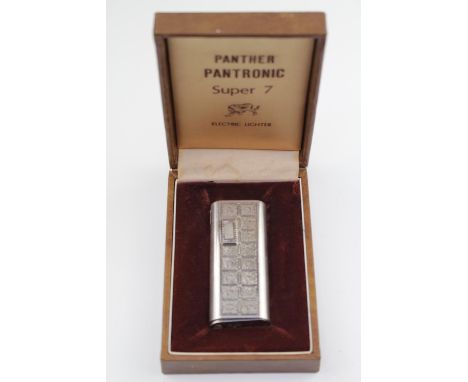 PANTHER
PANTRONIC
Super 7
ELECTRIC LIGHTER